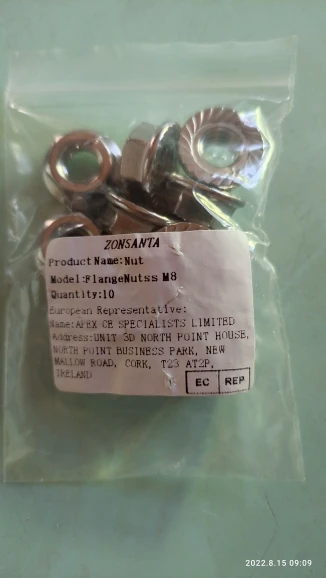 ZONSANTA
Product Name:Nut
Model:FlangeNutss M8
Quantity:10
European Representative:
Name:APEX CE SPECIALISTS LIMITED
Address:UNIT 3D NORTH POINT HOUSE,
NORTH POINT BUSINESS PARK, NEW
MALLOW ROAD, CORK, T23 AT2P,
IRELAND
EC REP
2022.8.15 09:09